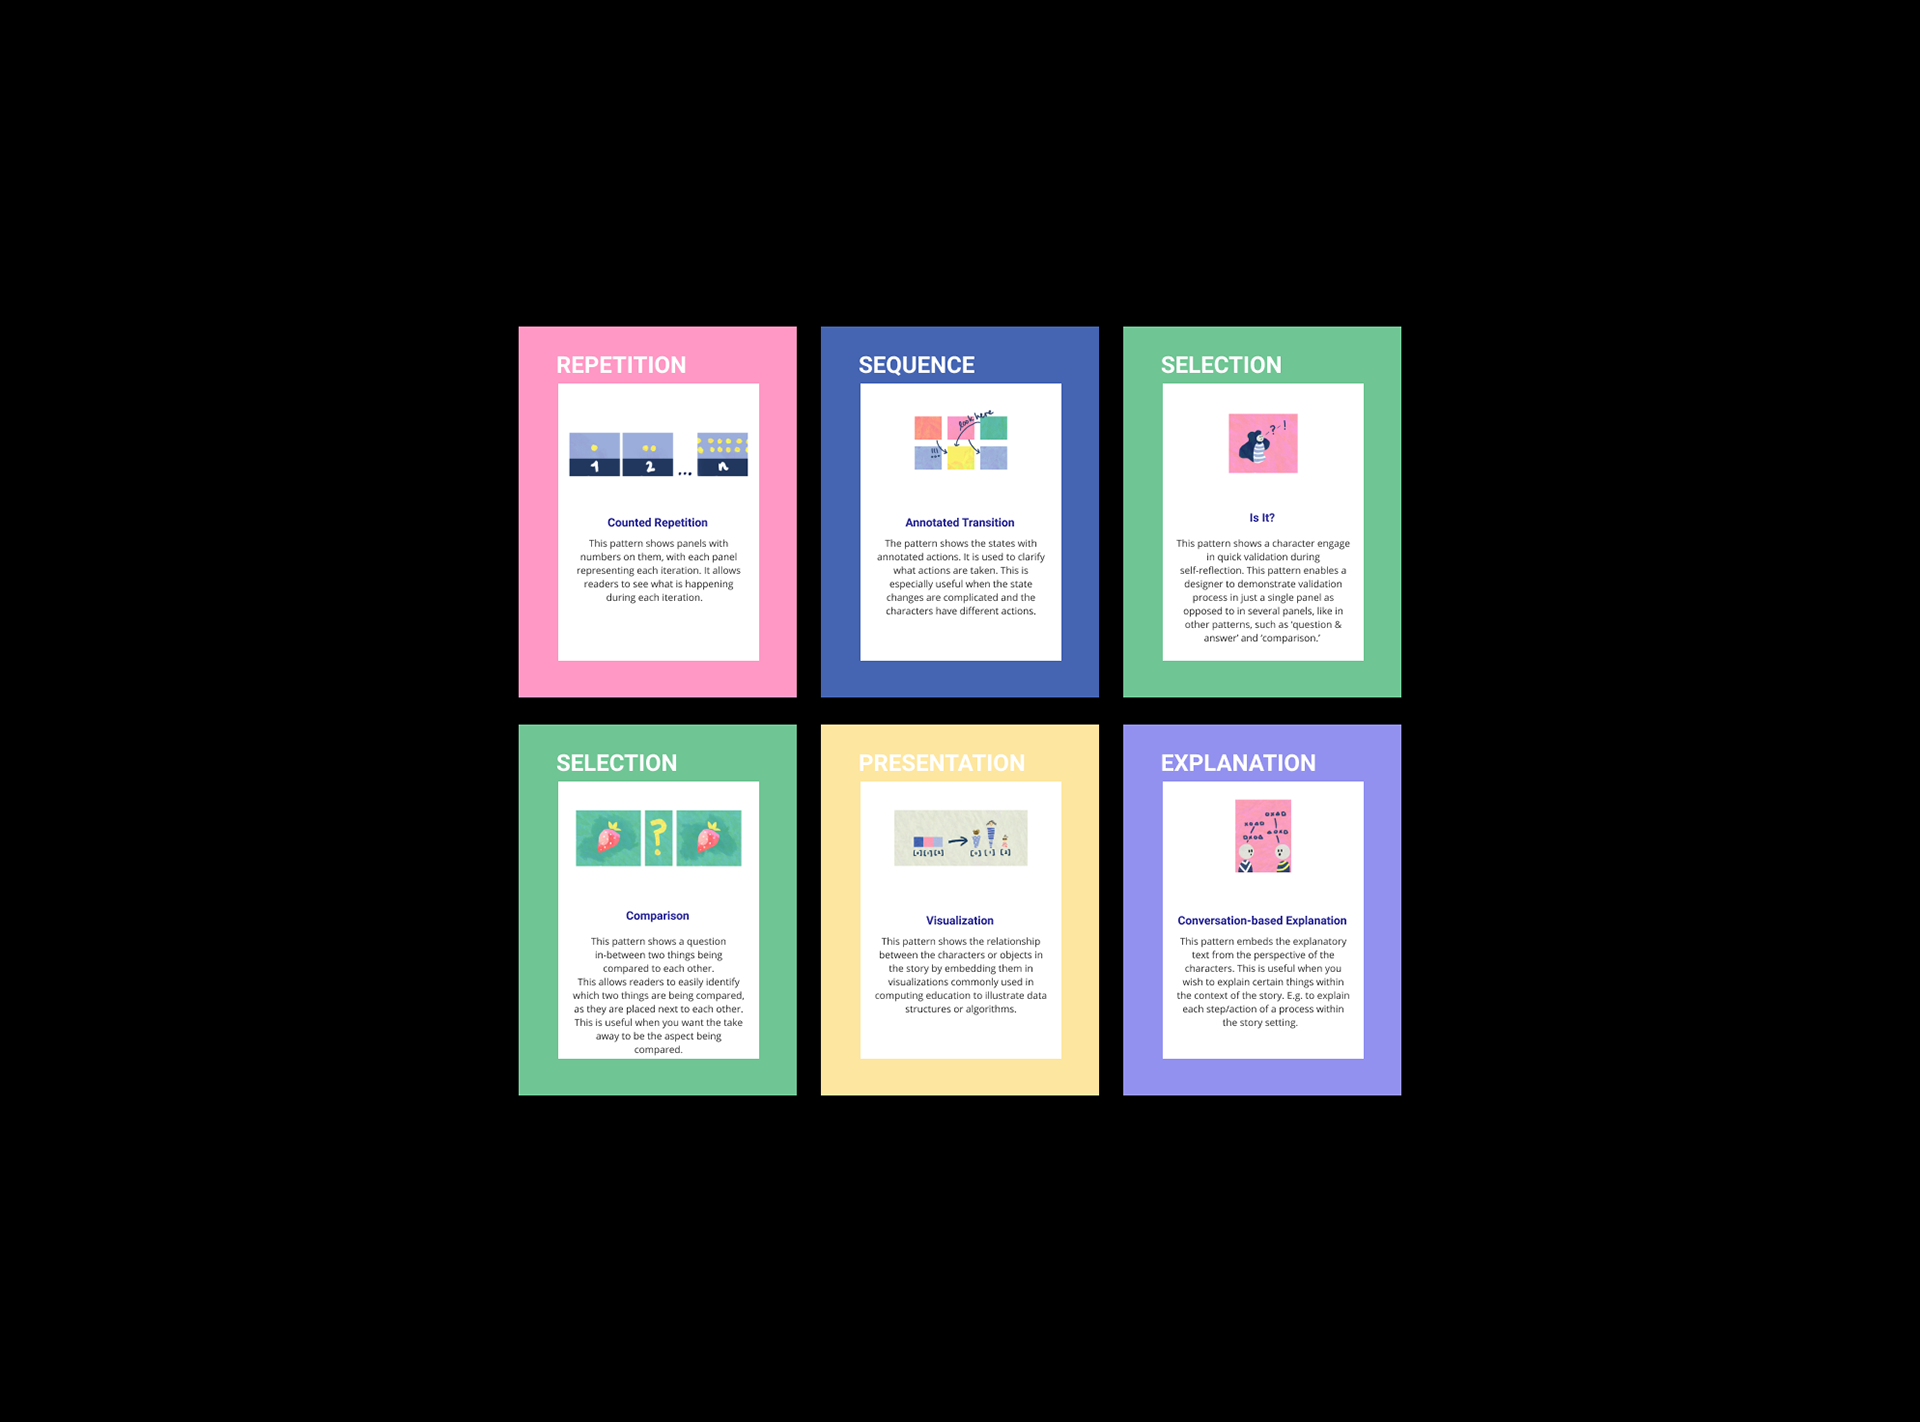 REPETITION
1
2
...
n
Counted Repetition
This pattern shows panels with
numbers on them, with each panel
representing each iteration. It allows
readers to see what is happening
during each iteration.
SEQUENCE
look here
!!!
...
Annotated Transition
The pattern shows the states with
annotated actions. It is used to clarify
what actions are taken. This is
especially useful when the state
changes are complicated and the
characters have different actions.
SELECTION
? !
Is It?
This pattern shows a character engage
in quick validation during
self-reflection. This pattern enables a
designer to demonstrate validation
process in just a single panel as
opposed to in several panels, like in
other patterns, such as ‘question &
answer’ and ‘comparison.’
SELECTION
?
Comparison
This pattern shows a question
in-between two things being
compared to each other.
This allows readers to easily identify
which two things are being compared,
as they are placed next to each other.
This is useful when you want the take
away to be the aspect being
compared.
PRESENTATION
[0] [1] [2] [0] [1] [2]
Visualization
This pattern shows the relationship
between the characters or objects in
the story by embedding them in
visualizations commonly used in
computing education to illustrate data
structures or algorithms.
EXPLANATION
Conversation-based Explanation
This pattern embeds the explanatory
text from the perspective of the
characters. This is useful when you
wish to explain certain things within
the context of the story. E.g. to explain
each step/action of a process within
the story setting.